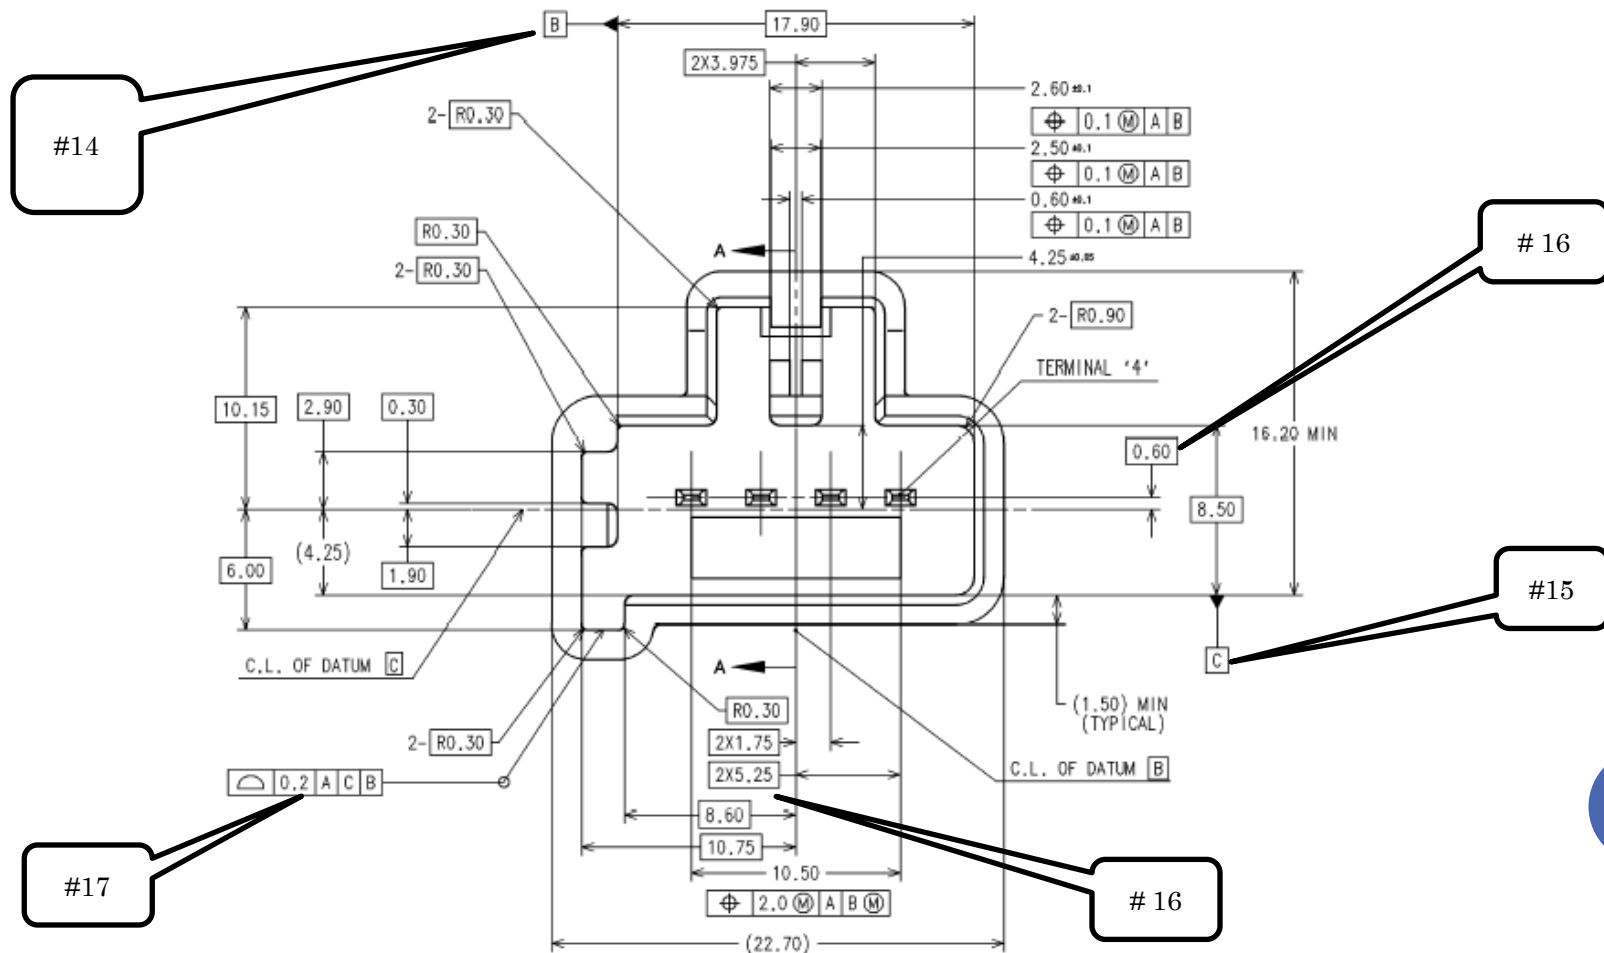 B
17.90
2X3.975
2.60 ±0.1
⌖ 0.1 Ⓜ A B
2- R0.30
#14
2.50 ±0.1
⌖ 0.1 Ⓜ A B
0.60 ±0.1
⌖ 0.1 Ⓜ A B
R0.30
# 16
A
4.25 ±0.05
2- R0.30
2- R0.90
TERMINAL '4'
10.15
2.90
0.30
16.20 MIN
0.60
8.50
(4.25)
6.00
1.90
#15
C.L. OF DATUM C
A
C
R0.30
(1.50) MIN
(TYPICAL)
2- R0.30
2X1.75
C.L. OF DATUM B
2X5.25
⌓ 0.2 A C B
8.60
10.75
10.50
#17
# 16
⌖ 2.0 Ⓜ A B Ⓜ
(22.70)